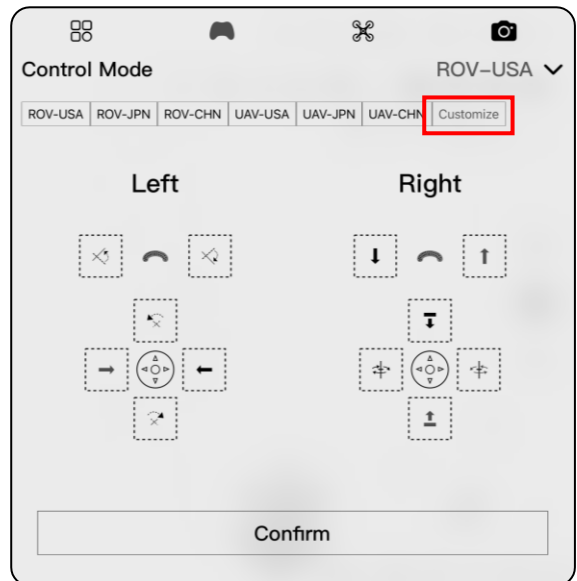 Control Mode ROV-USA
ROV-USA ROV-JPN ROV-CHN UAV-USA UAV-JPN UAV-CHN Customize
Left Right
Confirm